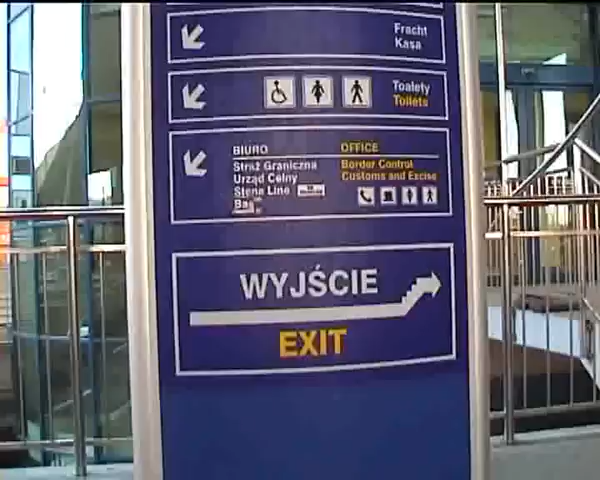 Fracht
Kasa
Toalety
Toilets
BIURO OFFICE
Straż Graniczna Border Control
Urząd Celny Customs and Excise
Stena Line
WYJŚCIE
EXIT